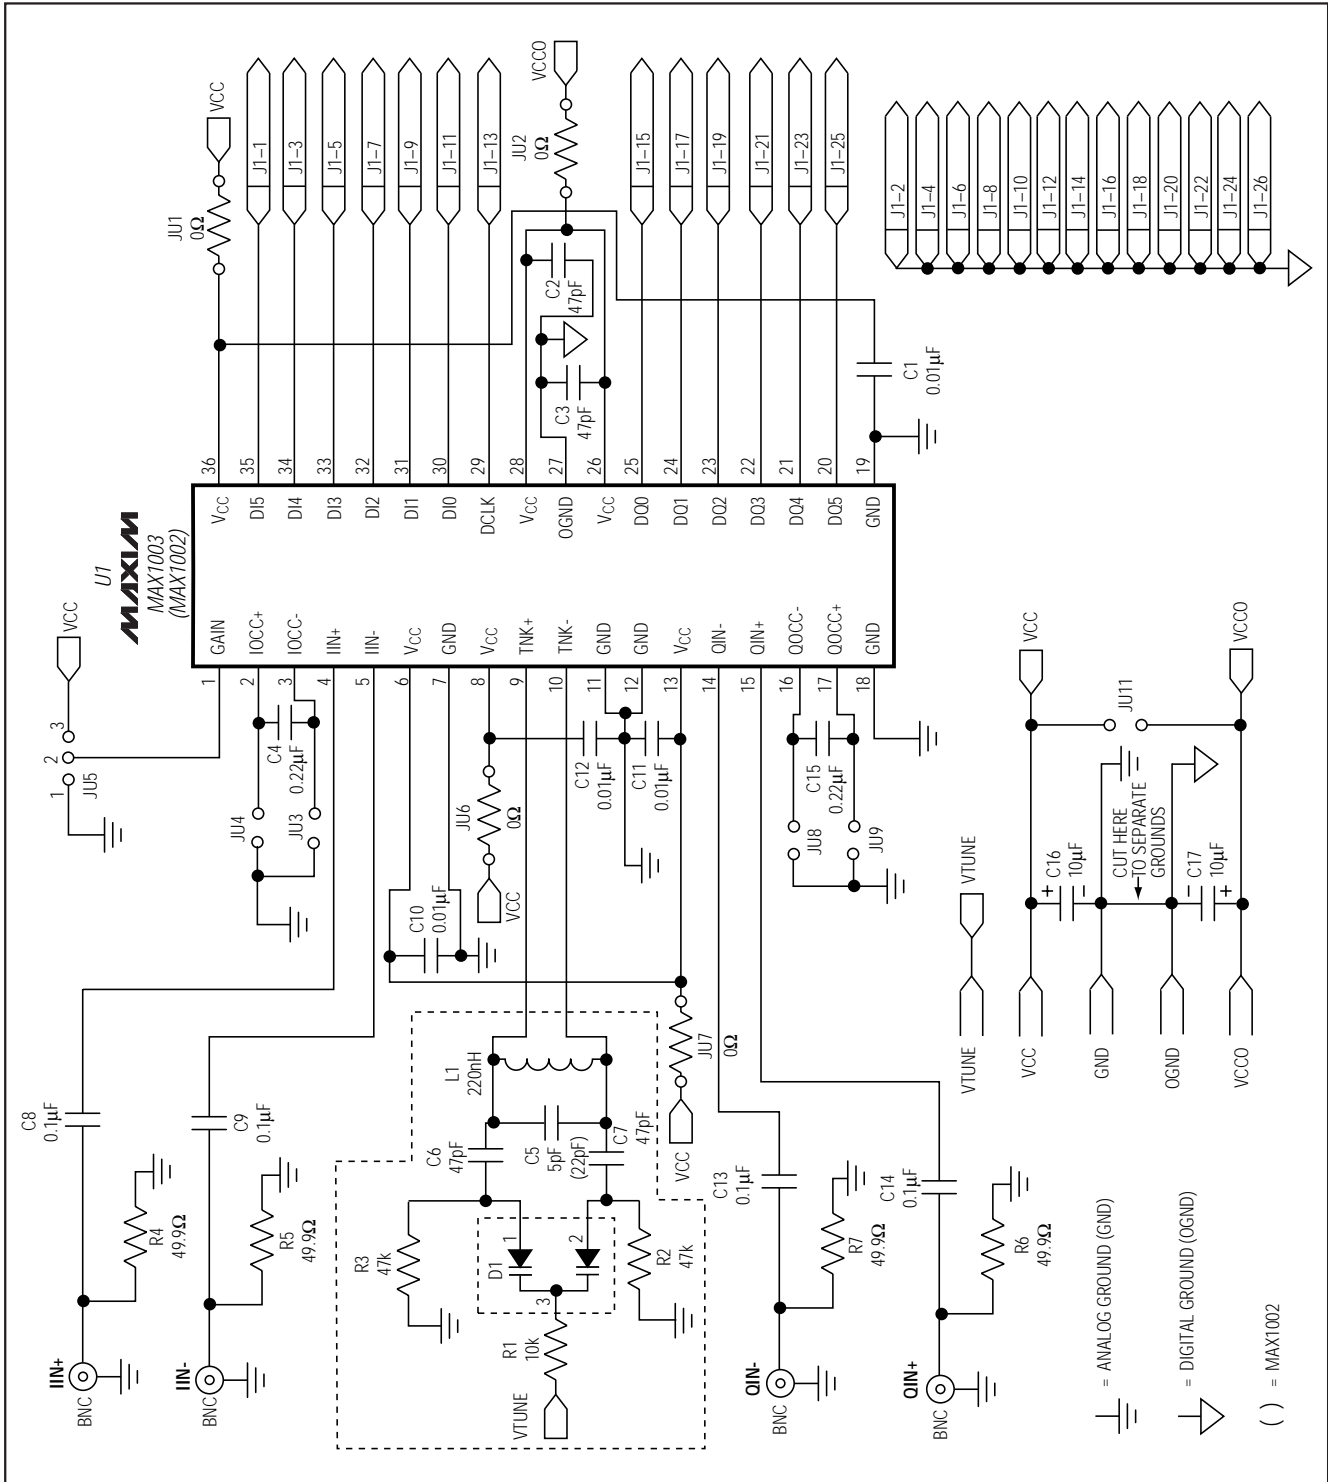 U1
MAXIM
MAX1003
(MAX1002)
VCC
JU1
0Ω
J1-1
J1-3
J1-5
J1-7
J1-9
J1-11
J1-13
JU2
0Ω
VCCO
J1-15
J1-17
J1-19
J1-21
J1-23
J1-25
J1-2
J1-4
J1-6
J1-8
J1-10
J1-12
J1-14
J1-16
J1-18
J1-20
J1-22
J1-24
J1-26
C2
47pF
C3
47pF
C1
0.01µF
36
35
34
33
32
31
30
29
28
27
26
25
24
23
22
21
20
19
VCC
DI5
DI4
DI3
DI2
DI1
DI0
DCLK
VCC
OGND
VCC
DQ0
DQ1
DQ2
DQ3
DQ4
DQ5
GND
GAIN
IOCC+
IOCC-
IIN+
IIN-
VCC
GND
VCC
TNK+
TNK-
GND
GND
VCC
QIN-
QIN+
QOCC-
QOCC+
GND
1
2
3
4
5
6
7
8
9
10
11
12
13
14
15
16
17
18
VCC
3
2
1
JU5
C4
0.22µF
JU4
JU3
JU6
0Ω
VCC
C10
0.01µF
C12
0.01µF
C11
0.01µF
C15
0.22µF
JU8
JU9
VCC
JU11
VCCO
C16
10µF
+
-
CUT HERE
TO SEPARATE
GROUNDS
-
C17
10µF
+
VTUNE
VTUNE
VCC
GND
OGND
VCCO
C8
0.1µF
C9
0.1µF
R4
49.9Ω
R5
49.9Ω
IIN+
BNC
IIN-
BNC
L1
220nH
C6
47pF
C5
5pF
(22pF)
C7
47pF
R3
47k
D1
1
2
3
R2
47k
R1
10k
VTUNE
JU7
0Ω
VCC
C13
0.1µF
C14
0.1µF
R7
49.9Ω
R6
49.9Ω
QIN-
BNC
QIN+
BNC
= ANALOG GROUND (GND)
= DIGITAL GROUND (OGND)
( ) = MAX1002